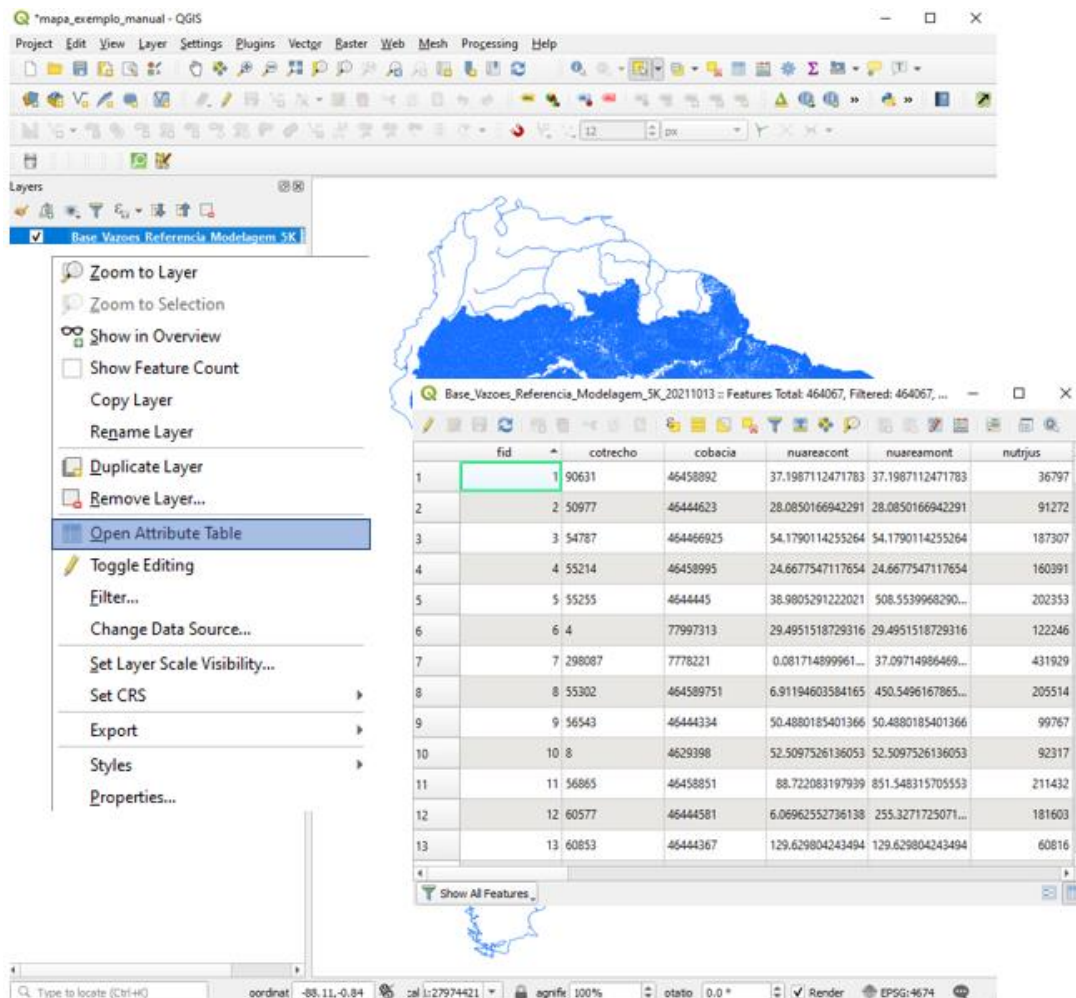 *mapa_exemplo_manual - QGIS
Project Edit View Layer Settings Plugins Vector Raster Web Mesh Processing Help
12 px
Layers
Base_Vazoes_Referencia_Modelagem_5K
Zoom to Layer
Zoom to Selection
Show in Overview
Show Feature Count
Copy Layer
Rename Layer
Duplicate Layer
Remove Layer...
Open Attribute Table
Toggle Editing
Filter...
Change Data Source...
Set Layer Scale Visibility...
Set CRS
Export
Styles
Properties...
Base_Vazoes_Referencia_Modelagem_5K_20211013 :: Features Total: 464067, Filtered: 464067, ...
fid cotrecho cobacia nuareacont nuareamont nutrjus
1 1 90631 46458892 37.1987112471783 37.1987112471783 36797
2 2 50977 46444623 28.0850166942291 28.0850166942291 91272
3 3 54787 464466925 54.1790114255264 54.1790114255264 187307
4 4 55214 46458995 24.6677547117654 24.6677547117654 160391
5 5 55255 4644445 38.9805291222021 508.5539968290... 202353
6 6 4 77997313 29.4951518729316 29.4951518729316 122246
7 7 298087 7778221 0.081714899961... 37.09714986469... 431929
8 8 55302 464589751 6.91194603584165 450.5496167865... 205514
9 9 56543 46444334 50.4880185401366 50.4880185401366 99767
10 10 8 4629398 52.5097526136053 52.5097526136053 92317
11 11 56865 46458851 88.722083197939 851.548315705553 211432
12 12 60577 46444581 6.06962552736138 255.3271725071... 181603
13 13 60853 46444367 129.629804243494 129.629804243494 60816
Show All Features
Type to locate (Ctrl+K) oordinat -88.11,-0.84 cal 1:27974421 agnifie 100% otatio 0.0 ° Render EPSG:4674